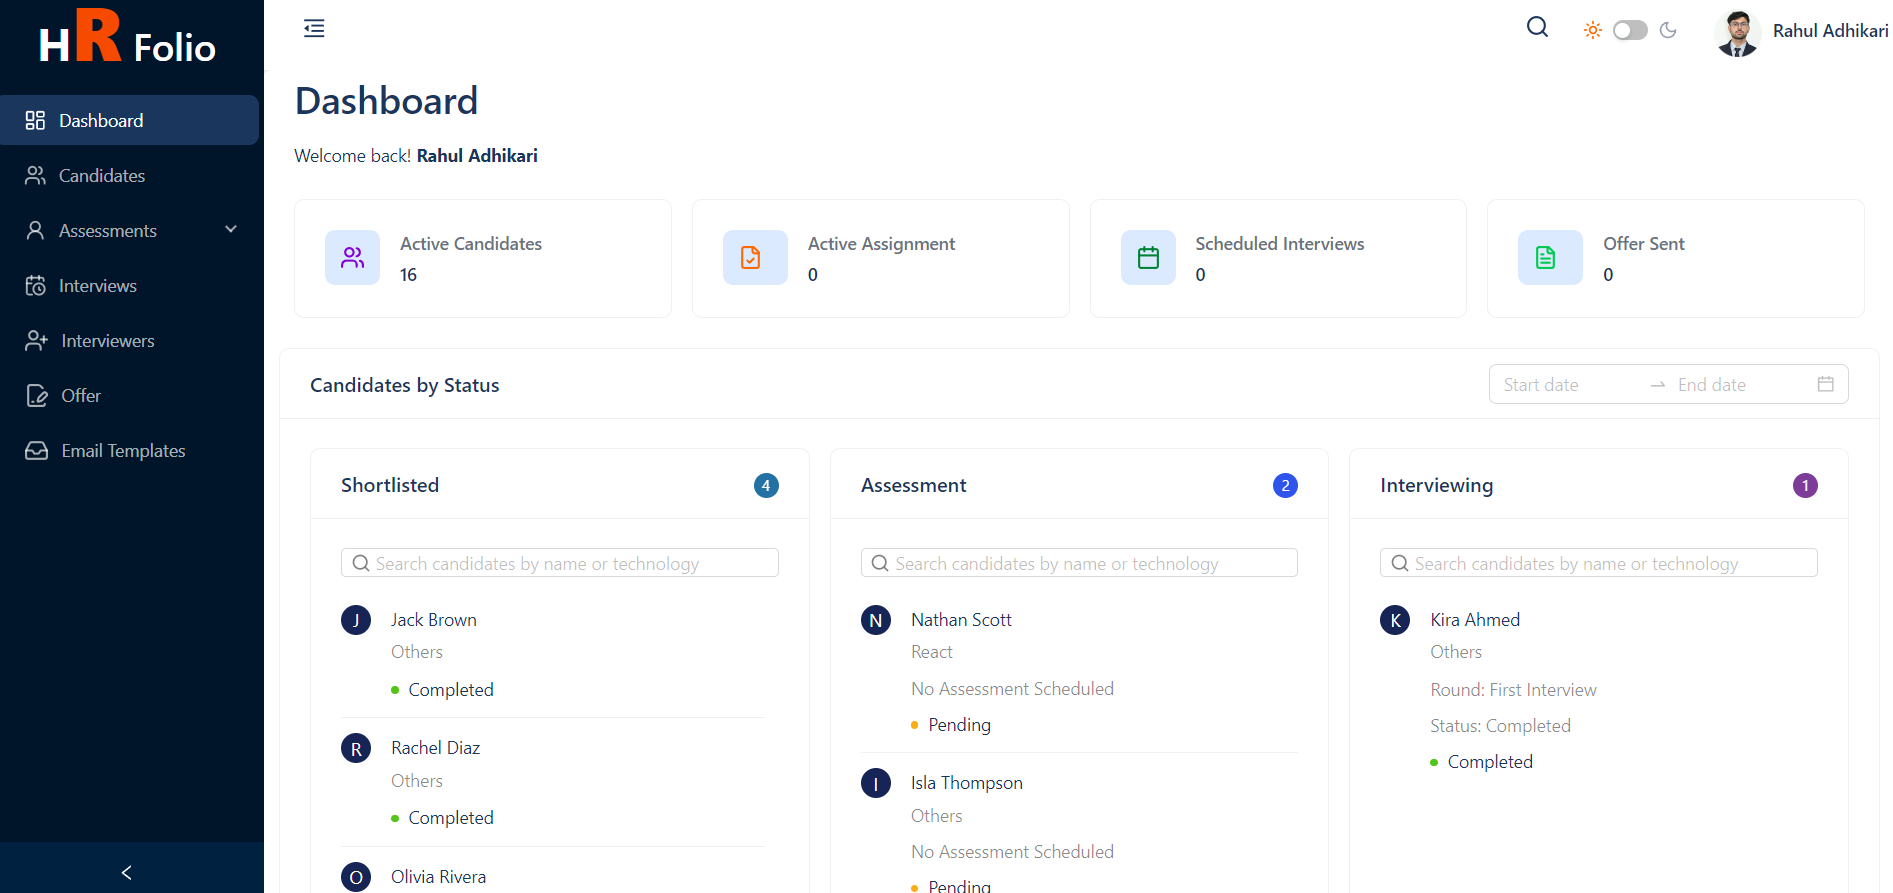 HR Folio
Dashboard
Candidates
Assessments
Interviews
Interviewers
Offer
Email Templates
Rahul Adhikari
Dashboard
Welcome back! Rahul Adhikari
Active Candidates
16
Active Assignment
0
Scheduled Interviews
0
Offer Sent
0
Candidates by Status
Start date
End date
Shortlisted
4
Search candidates by name or technology
J
Jack Brown
Others
Completed
R
Rachel Diaz
Others
Completed
O
Olivia Rivera
Assessment
2
Search candidates by name or technology
N
Nathan Scott
React
No Assessment Scheduled
Pending
I
Isla Thompson
Others
No Assessment Scheduled
Pending
Interviewing
1
Search candidates by name or technology
K
Kira Ahmed
Others
Round: First Interview
Status: Completed
Completed